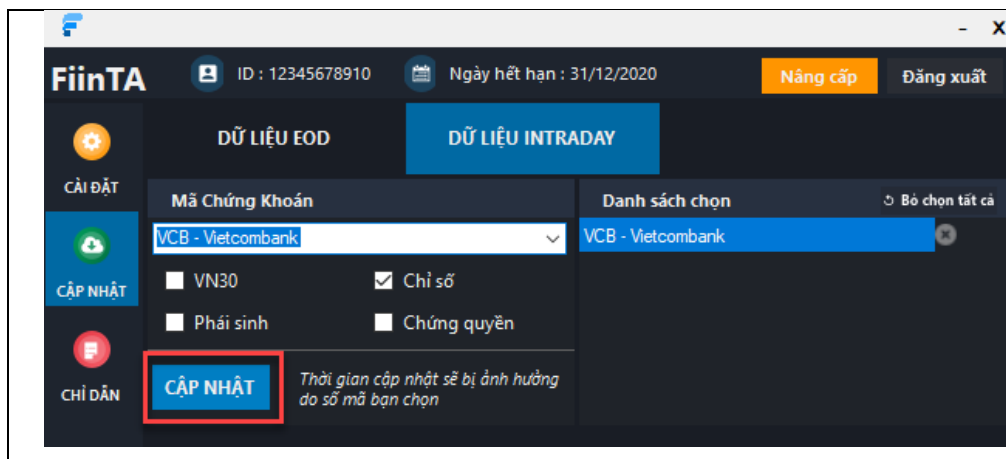 - X
FiinTA
ID : 12345678910
Ngày hết hạn : 31/12/2020
Nâng cấp
Đăng xuất
CÀI ĐẶT
CẬP NHẬT
CHỈ DẪN
DỮ LIỆU EOD
DỮ LIỆU INTRADAY
Mã Chứng Khoán
VCB - Vietcombank
VN30
Chỉ số
Phái sinh
Chứng quyền
CẬP NHẬT
Thời gian cập nhật sẽ bị ảnh hưởng
do số mã bạn chọn
Danh sách chọn
Bỏ chọn tất cả
VCB - Vietcombank